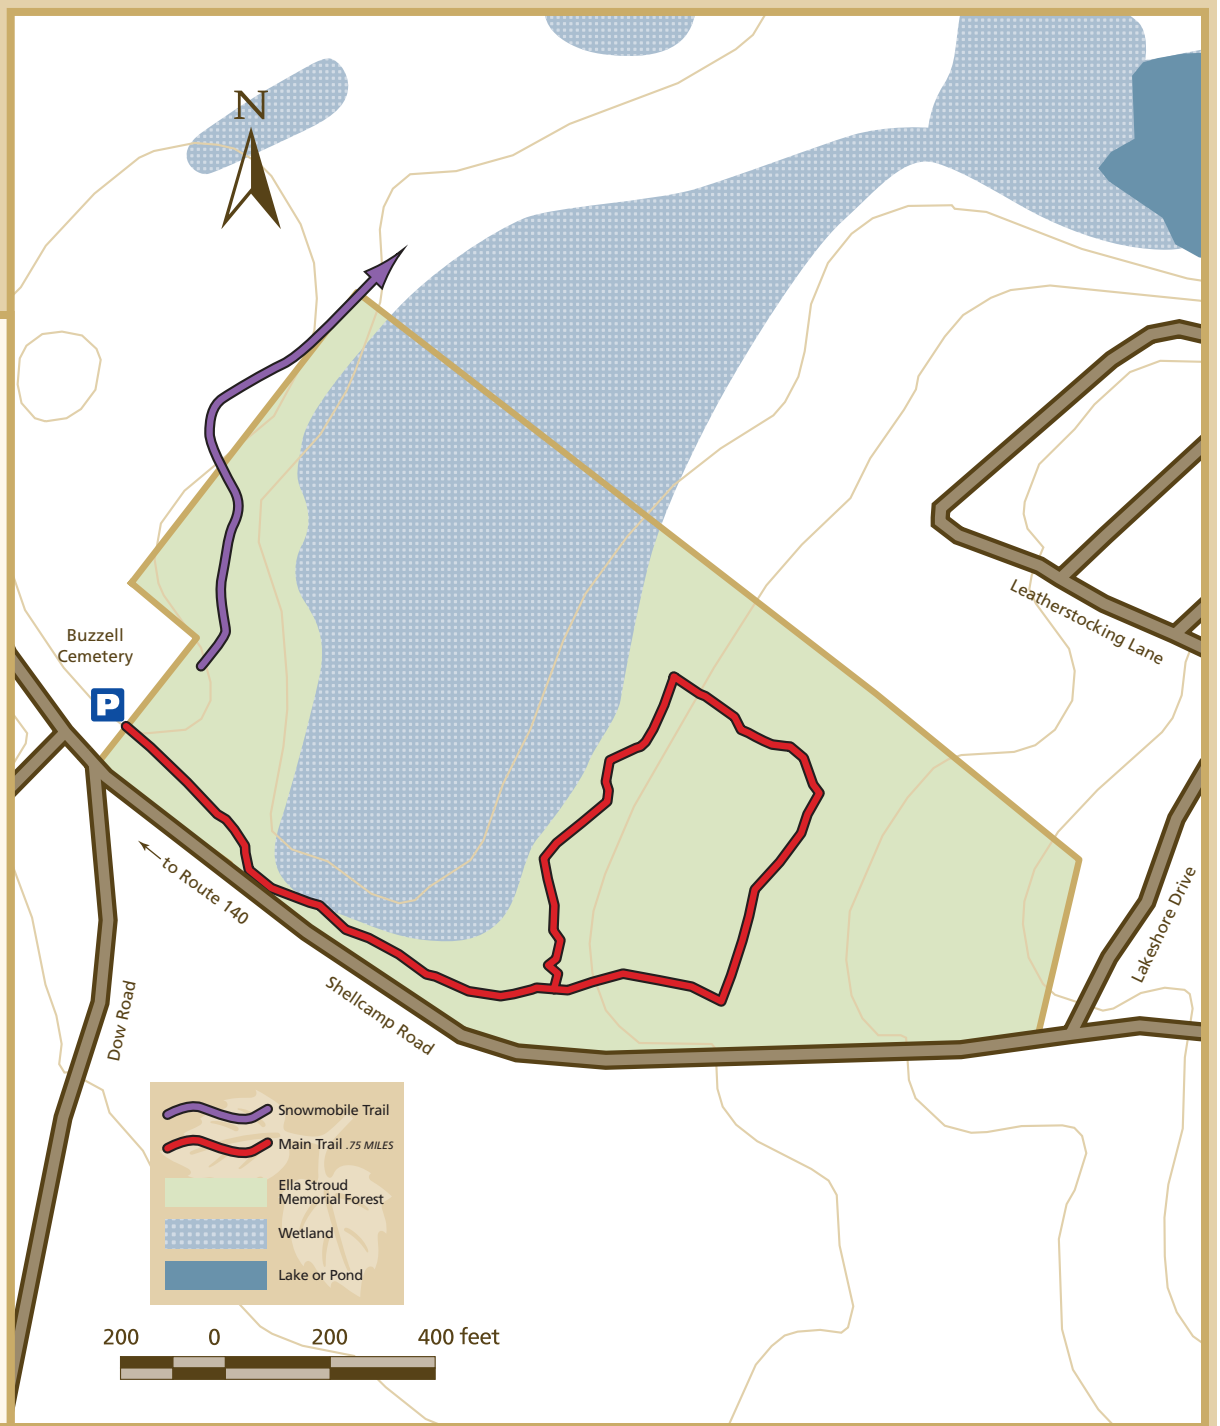 N
Buzzell
Cemetery
P
Leatherstocking Lane
to Route 140
Lakeshore Drive
Dow Road
Shellcamp Road
Snowmobile Trail
Main Trail .75 MILES
Ella Stroud
Memorial Forest
Wetland
Lake or Pond
200 0 200 400 feet